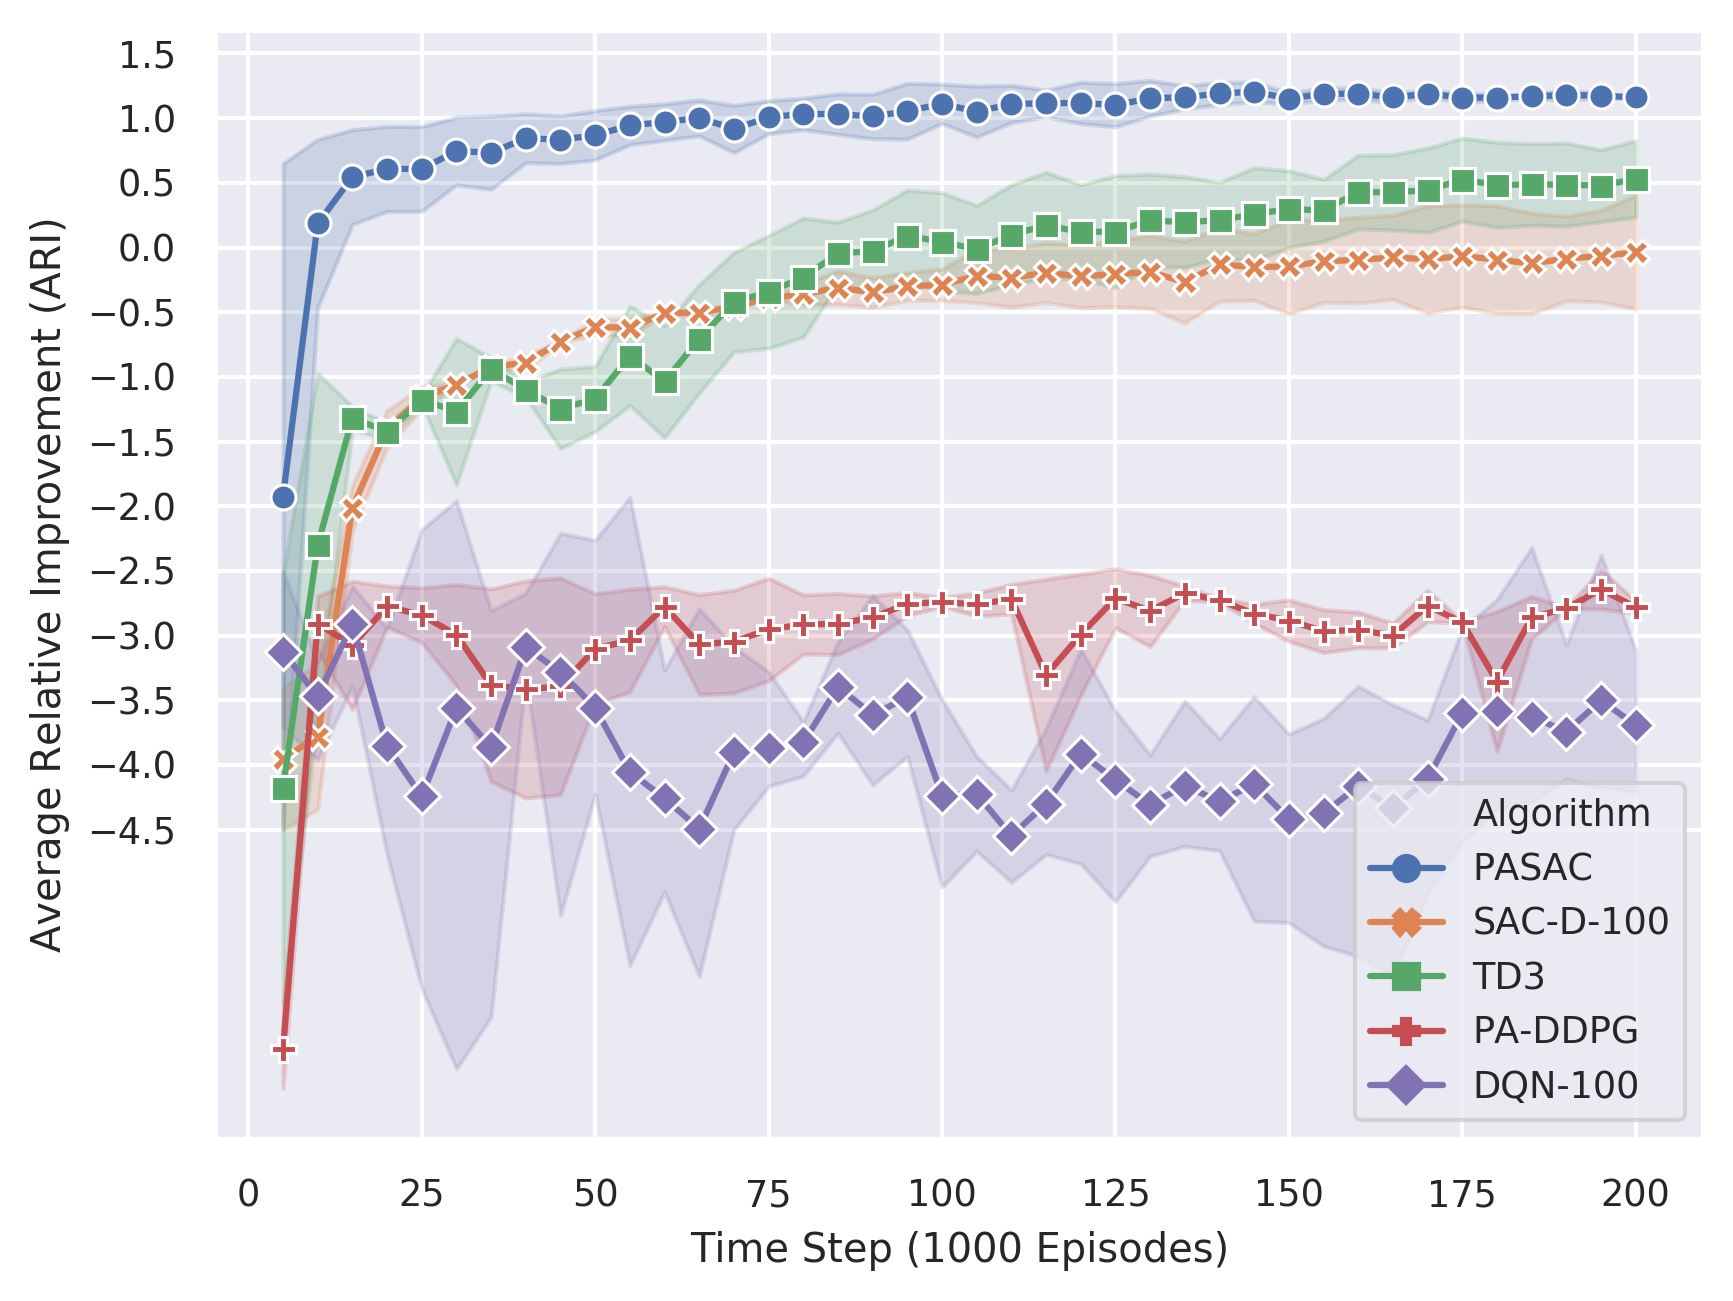 Average Relative Improvement (ARI)
1.5
1.0
0.5
0.0
−0.5
−1.0
−1.5
−2.0
−2.5
−3.0
−3.5
−4.0
−4.5
Algorithm
PASAC
SAC-D-100
TD3
PA-DDPG
DQN-100
0 25 50 75 100 125 150 175 200
Time Step (1000 Episodes)